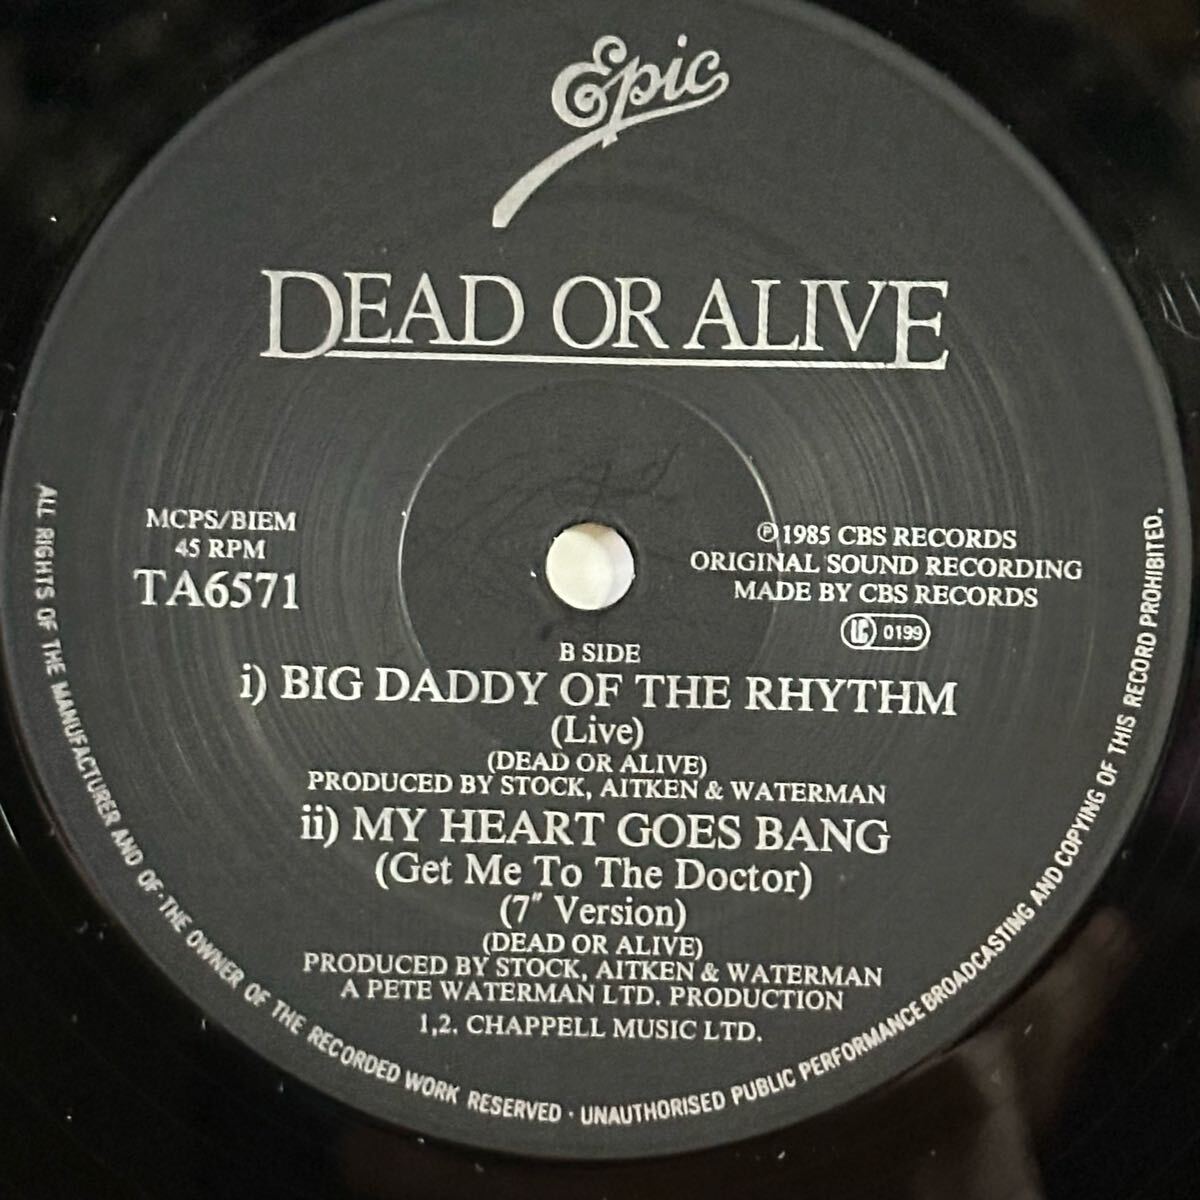 Epic
DEAD OR ALIVE
MCPS/BIEM
45 RPM
TA6571
℗ 1985 CBS RECORDS
ORIGINAL SOUND RECORDING
MADE BY CBS RECORDS
LC 0199
B SIDE
i) BIG DADDY OF THE RHYTHM
(Live)
(DEAD OR ALIVE)
PRODUCED BY STOCK, AITKEN & WATERMAN
ii) MY HEART GOES BANG
(Get Me To The Doctor)
(7" Version)
(DEAD OR ALIVE)
PRODUCED BY STOCK, AITKEN & WATERMAN
A PETE WATERMAN LTD. PRODUCTION
1,2. CHAPPELL MUSIC LTD.
ALL RIGHTS OF THE MANUFACTURER AND OF·THE OWNER OF THE RECORDED WORK RESERVED · UNAUTHORISED PUBLIC PERFORMANCE BROADCASTING AND COPYING OF THIS RECORD PROHIBITED.